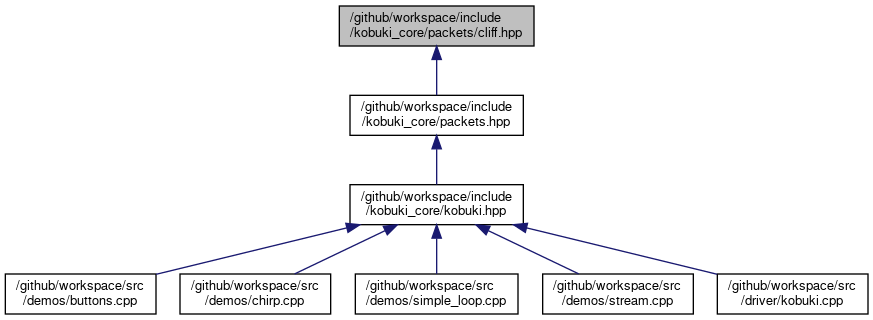 /github/workspace/include
/kobuki_core/packets/cliff.hpp
/github/workspace/include
/kobuki_core/packets.hpp
/github/workspace/include
/kobuki_core/kobuki.hpp
/github/workspace/src
/demos/buttons.cpp
/github/workspace/src
/demos/chirp.cpp
/github/workspace/src
/demos/simple_loop.cpp
/github/workspace/src
/demos/stream.cpp
/github/workspace/src
/driver/kobuki.cpp